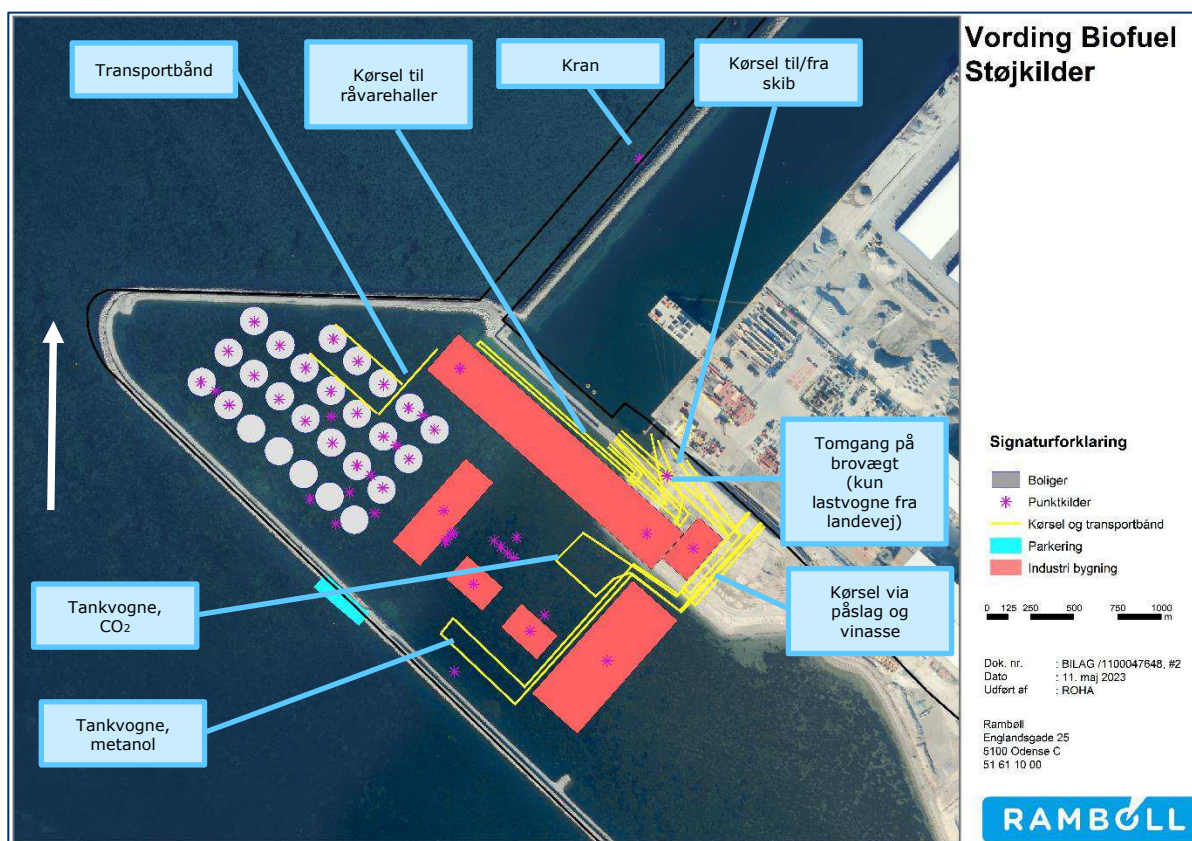 Vording Biofuel
Støjkilder
Transportbånd
Kørsel til
råvarehaller
Kran
Kørsel til/fra
skib
Tomgang på
brovægt
(kun
lastvogne fra
landevej)
Kørsel via
påslag og
vinasse
Tankvogne,
CO₂
Tankvogne,
metanol
Signaturforklaring
Boliger
Punktkilder
Kørsel og transportbånd
Parkering
Industri bygning
0 125 250 500 750 1000
m
Dok. nr. : BILAG /1100047648, #2
Dato : 11. maj 2023
Udført af : ROHA
Rambøll
Englandsgade 25
5100 Odense C
51 61 10 00
RAMBOLL